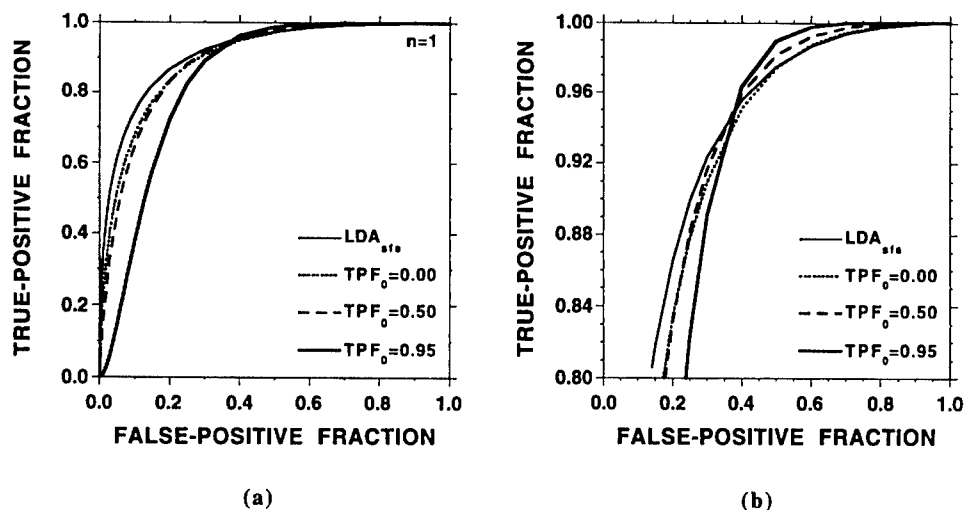 1.0
0.8
0.6
0.4
0.2
0.0
TRUE-POSITIVE FRACTION
n=1
LDA sfs
TPF0=0.00
TPF0=0.50
TPF0=0.95
0.0 0.2 0.4 0.6 0.8 1.0
FALSE-POSITIVE FRACTION
(a)
1.00
0.96
0.92
0.88
0.84
0.80
TRUE-POSITIVE FRACTION
LDA sfs
TPF0=0.00
TPF0=0.50
TPF0=0.95
0.0 0.2 0.4 0.6 0.8 1.0
FALSE-POSITIVE FRACTION
(b)